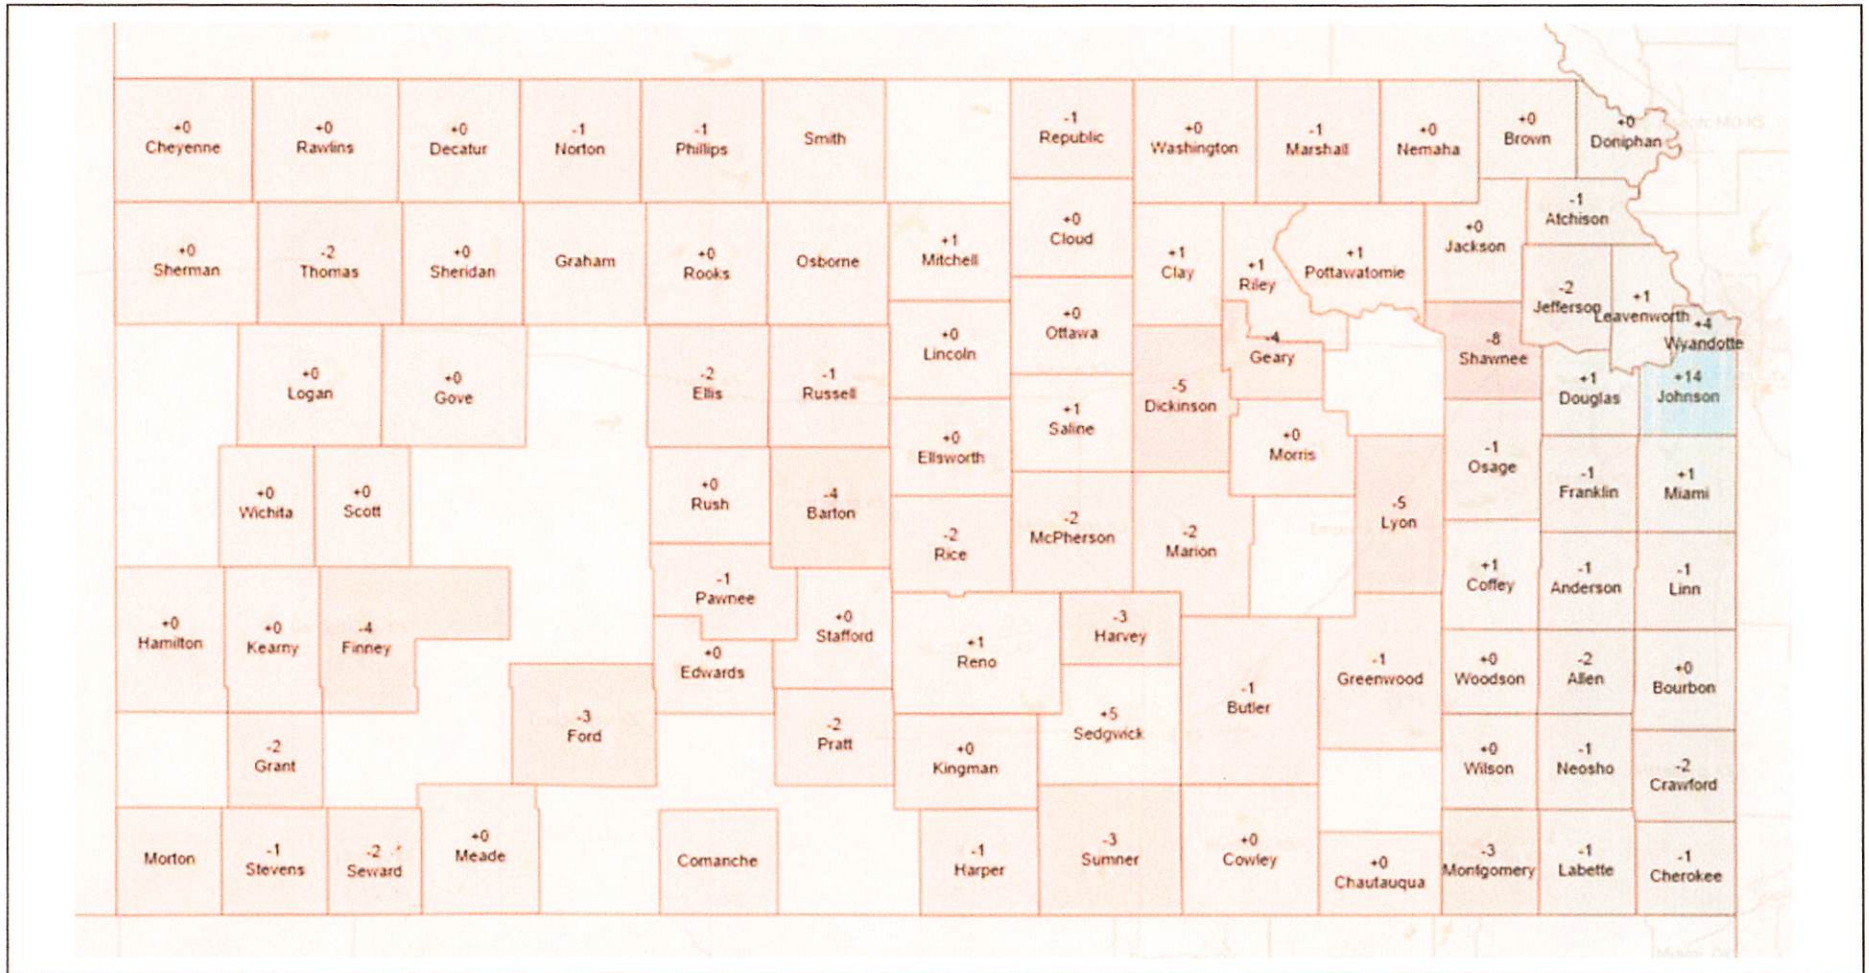 +0
Cheyenne
+0
Rawlins
+0
Decatur
-1
Norton
-1
Phillips
Smith
-1
Republic
+0
Washington
-1
Marshall
+0
Nemaha
+0
Brown
+0
Doniphan
+0
Sherman
-2
Thomas
+0
Sheridan
Graham
+0
Rooks
Osborne
+1
Mitchell
+0
Cloud
+1
Clay
+1
Riley
+1
Pottawatomie
+0
Jackson
-1
Atchison
+0
Logan
+0
Gove
-2
Ellis
-1
Russell
+0
Lincoln
+0
Ottawa
-5
Dickinson
-4
Geary
-8
Shawnee
-2
Jefferson
+1
Leavenworth
+4
Wyandotte
+0
Wichita
+0
Scott
+0
Rush
-4
Barton
+0
Ellsworth
+1
Saline
+0
Morris
-1
Osage
+1
Douglas
+14
Johnson
-5
Lyon
-1
Franklin
+1
Miami
+0
Hamilton
+0
Kearny
-4
Finney
-1
Pawnee
+0
Stafford
-2
Rice
-2
McPherson
-2
Marion
+1
Coffey
-1
Anderson
-1
Linn
+0
Edwards
+1
Reno
-3
Harvey
-1
Butler
-1
Greenwood
+0
Woodson
-2
Allen
+0
Bourbon
-2
Grant
-3
Ford
-2
Pratt
+0
Kingman
+5
Sedgwick
+0
Wilson
-1
Neosho
-2
Crawford
Morton
-1
Stevens
-2
Seward
+0
Meade
Comanche
-1
Harper
-3
Sumner
+0
Cowley
+0
Chautauqua
-3
Montgomery
-1
Labette
-1
Cherokee